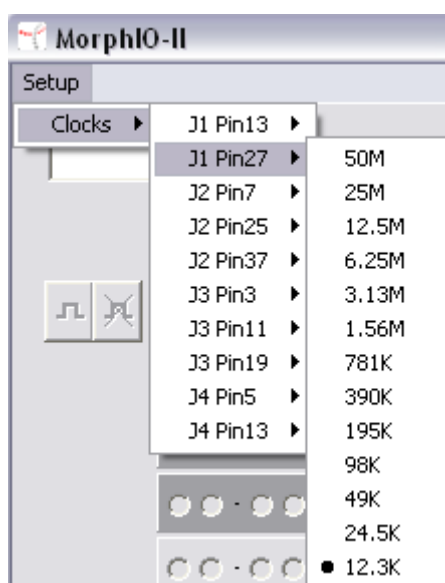 MorphIO-II
Setup
Clocks
J1 Pin13
J1 Pin27
J2 Pin7
J2 Pin25
J2 Pin37
J3 Pin3
J3 Pin11
J3 Pin19
J4 Pin5
J4 Pin13
50M
25M
12.5M
6.25M
3.13M
1.56M
781K
390K
195K
98K
49K
24.5K
12.3K